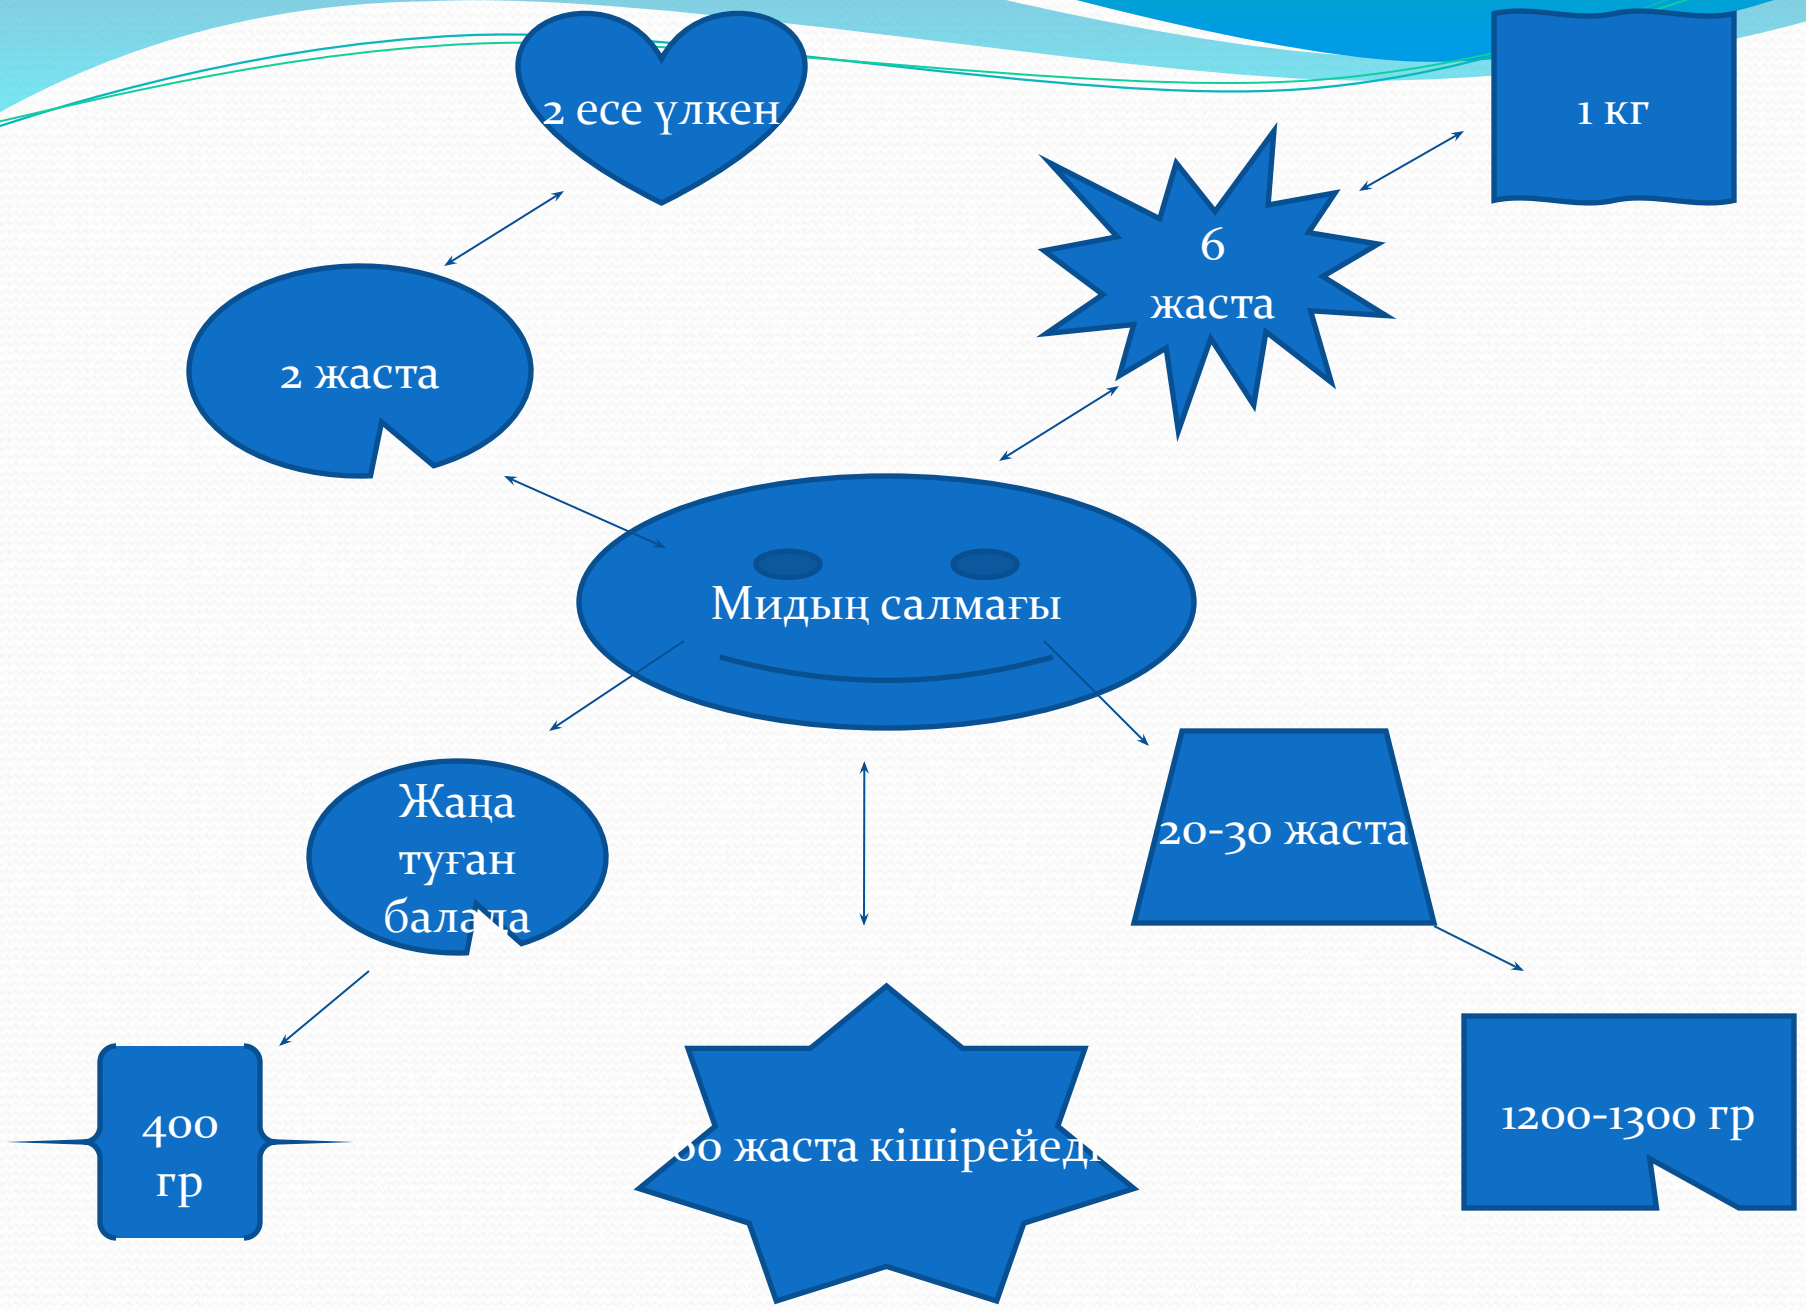 2 есе үлкен
1 кг
6
жаста
2 жаста
Мидың салмағы
Жаңа
туған
балада
20-30 жаста
400
гр
жаста кішірейеді
1200-1300 гр